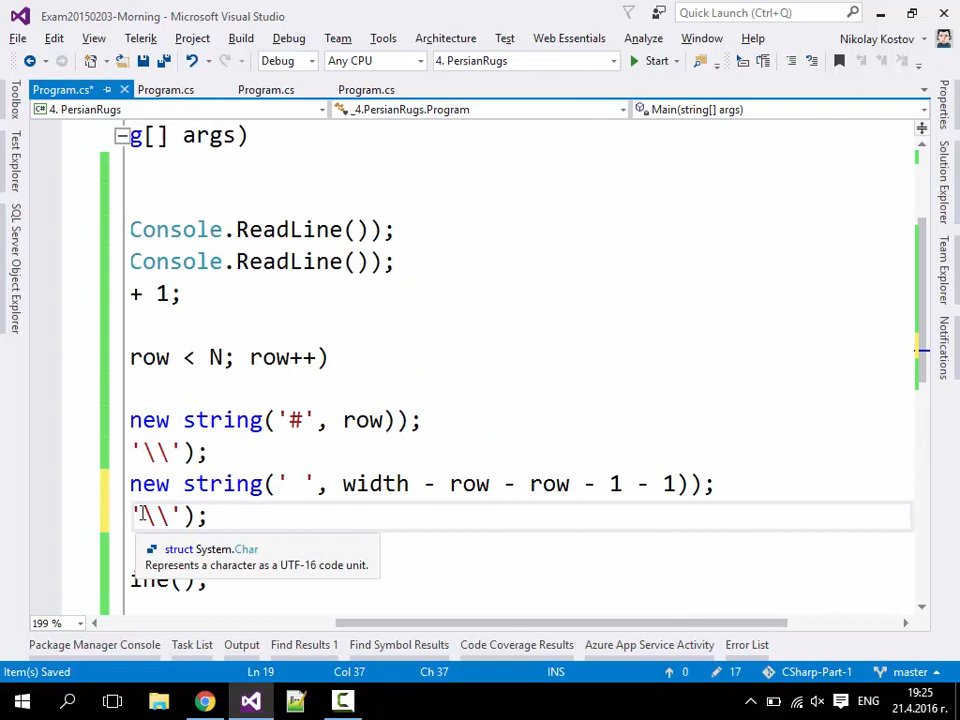 Exam20150203-Morning - Microsoft Visual Studio
Quick Launch (Ctrl+Q)
File Edit View Telerik Project Build Debug Team Tools Architecture Test Web Essentials Analyze Window Help Nikolay Kostov
Debug Any CPU 4. PersianRugs Start
Program.cs* Program.cs Program.cs Program.cs
C# 4. PersianRugs _4.PersianRugs.Program Main(string[] args)
Toolbox
Test Explorer
SQL Server Object Explorer
g[] args)
Console.ReadLine());
Console.ReadLine());
+ 1;
row < N; row++)
new string('#', row));
'\\');
new string(' ', width - row - row - 1 - 1));
'\\');
struct System.Char
Represents a character as a UTF-16 code unit.
ine();
Properties
Solution Explorer
Team Explorer
Notifications
199 %
Package Manager Console Task List Output Find Results 1 Find Symbol Results Code Coverage Results Azure App Service Activity Error List
Item(s) Saved Ln 19 Col 37 Ch 37 INS 0 17 CSharp-Part-1 master
ENG 19:25
21.4.2016 г.